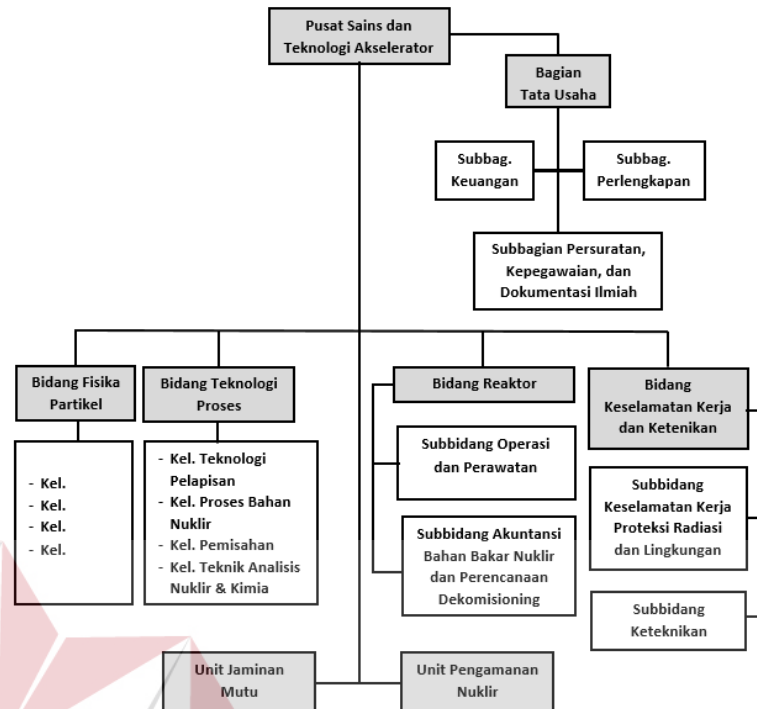 Pusat Sains dan
Teknologi Akselerator
Bagian
Tata Usaha
Subbag.
Keuangan
Subbag.
Perlengkapan
Subbagian Persuratan,
Kepegawaian, dan
Dokumentasi Ilmiah
Bidang Fisika
Partikel
- Kel.
- Kel.
- Kel.
- Kel.
Bidang Teknologi
Proses
- Kel. Teknologi
Pelapisan
- Kel. Proses Bahan
Nuklir
- Kel. Pemisahan
- Kel. Teknik Analisis
Nuklir & Kimia
Bidang Reaktor
Subbidang Operasi
dan Perawatan
Subbidang Akuntansi
Bahan Bakar Nuklir
dan Perencanaan
Dekomisioning
Bidang
Keselamatan Kerja
dan Ketenikan
Subbidang
Keselamatan Kerja
Proteksi Radiasi
dan Lingkungan
Subbidang
Keteknikan
Unit Jaminan
Mutu
Unit Pengamanan
Nuklir